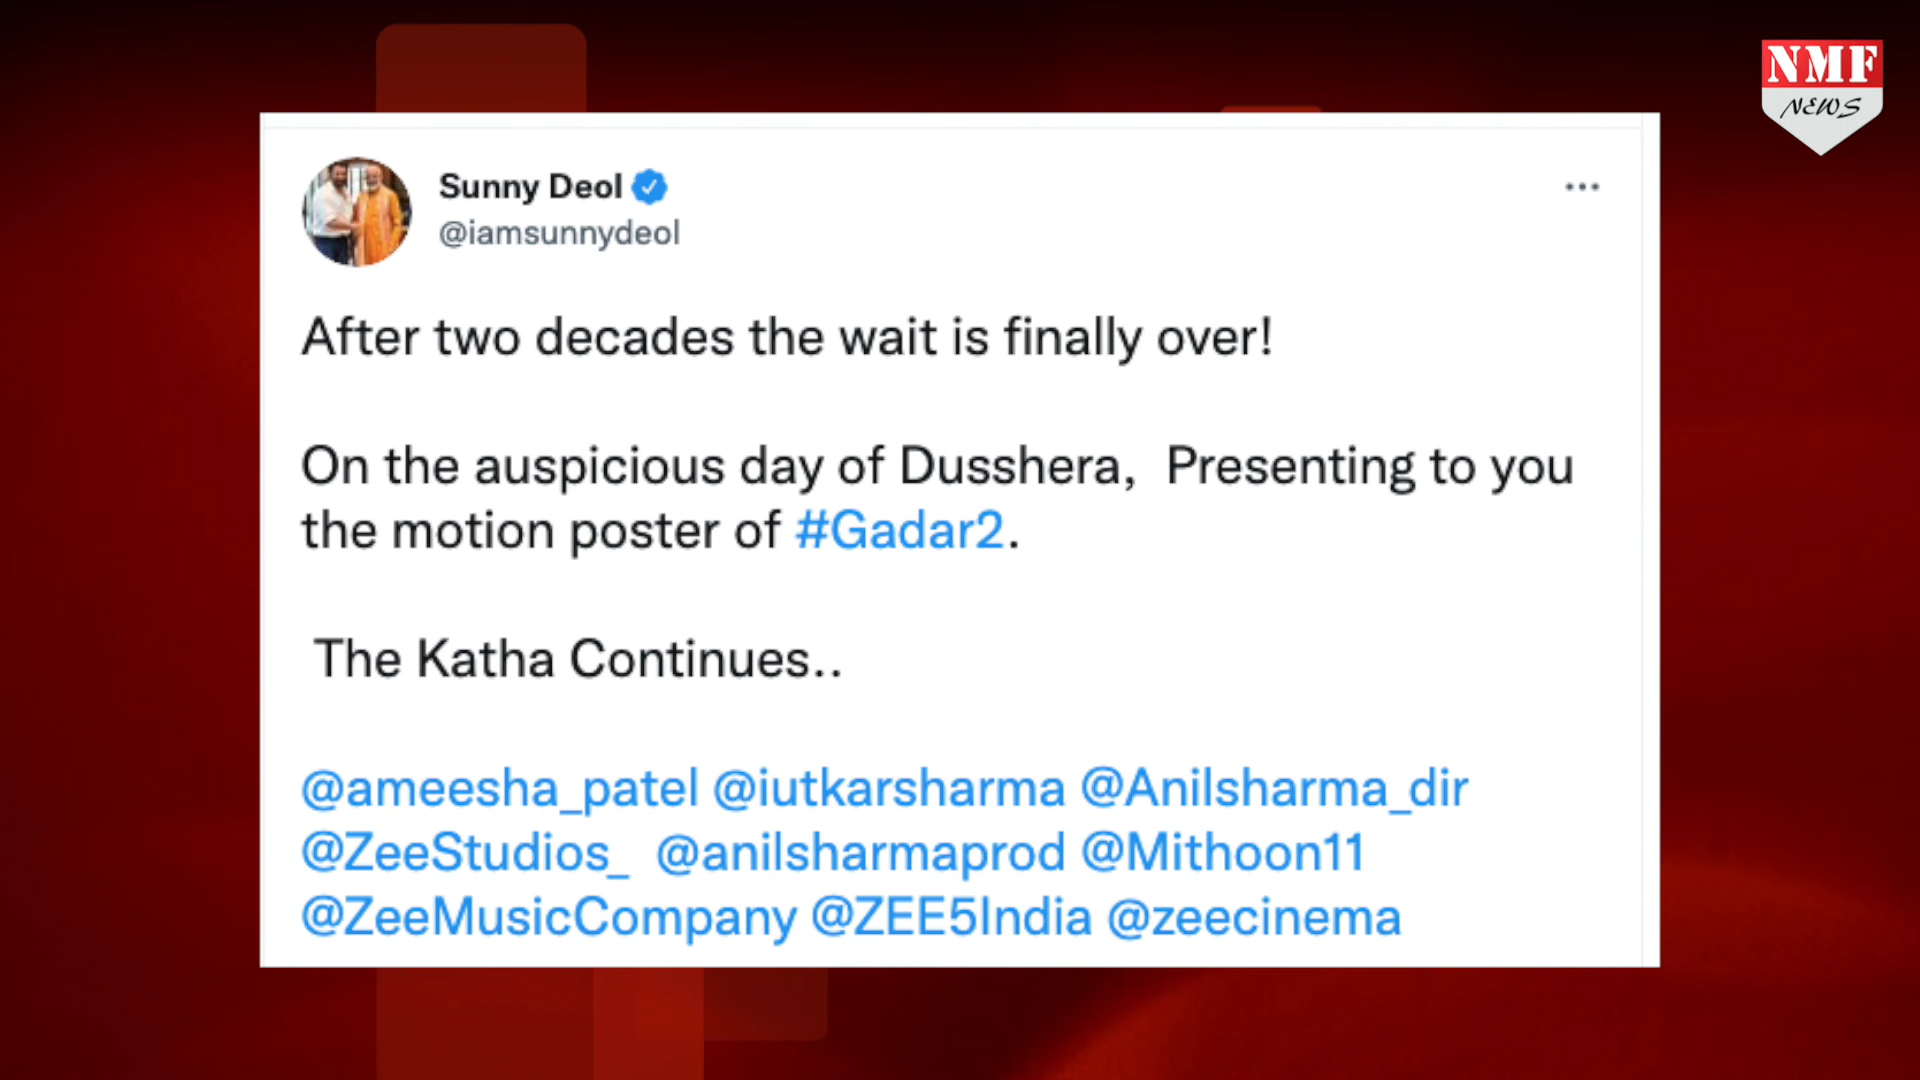 NMF
NEWS
Sunny Deol
@iamsunnydeol
After two decades the wait is finally over!
On the auspicious day of Dusshera,  Presenting to you
the motion poster of #Gadar2.
The Katha Continues..
@ameesha_patel @iutkarsharma @Anilsharma_dir
@ZeeStudios_  @anilsharmaprod @Mithoon11
@ZeeMusicCompany @ZEE5India @zeecinema